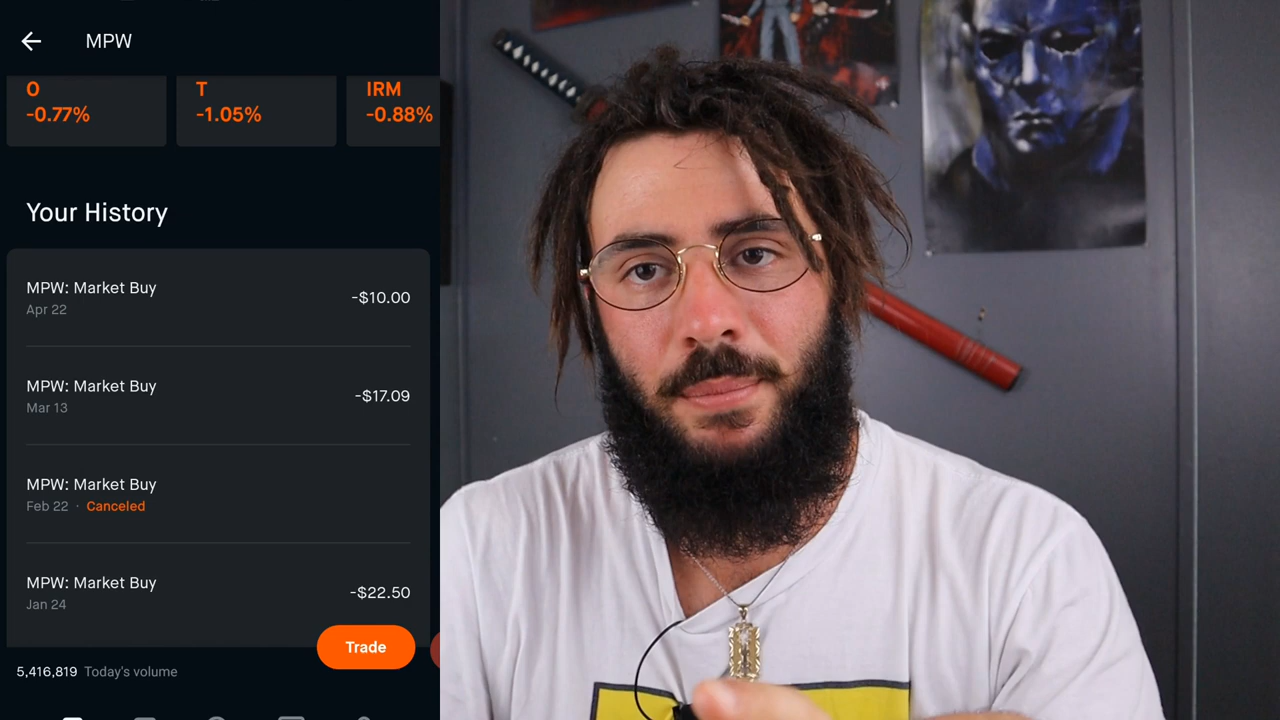 MPW
O
-0.77%
T
-1.05%
IRM
-0.88%
Your History
MPW: Market Buy
Apr 22
-$10.00
MPW: Market Buy
Mar 13
-$17.09
MPW: Market Buy
Feb 22 · Canceled
MPW: Market Buy
Jan 24
-$22.50
Trade
5,416,819 Today's volume